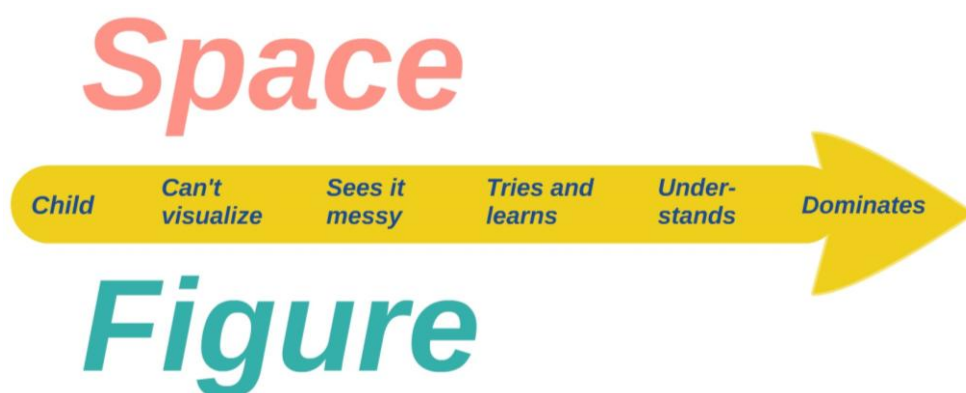 Space
Child
Can't
visualize
Sees it
messy
Tries and
learns
Under-
stands
Dominates
Figure